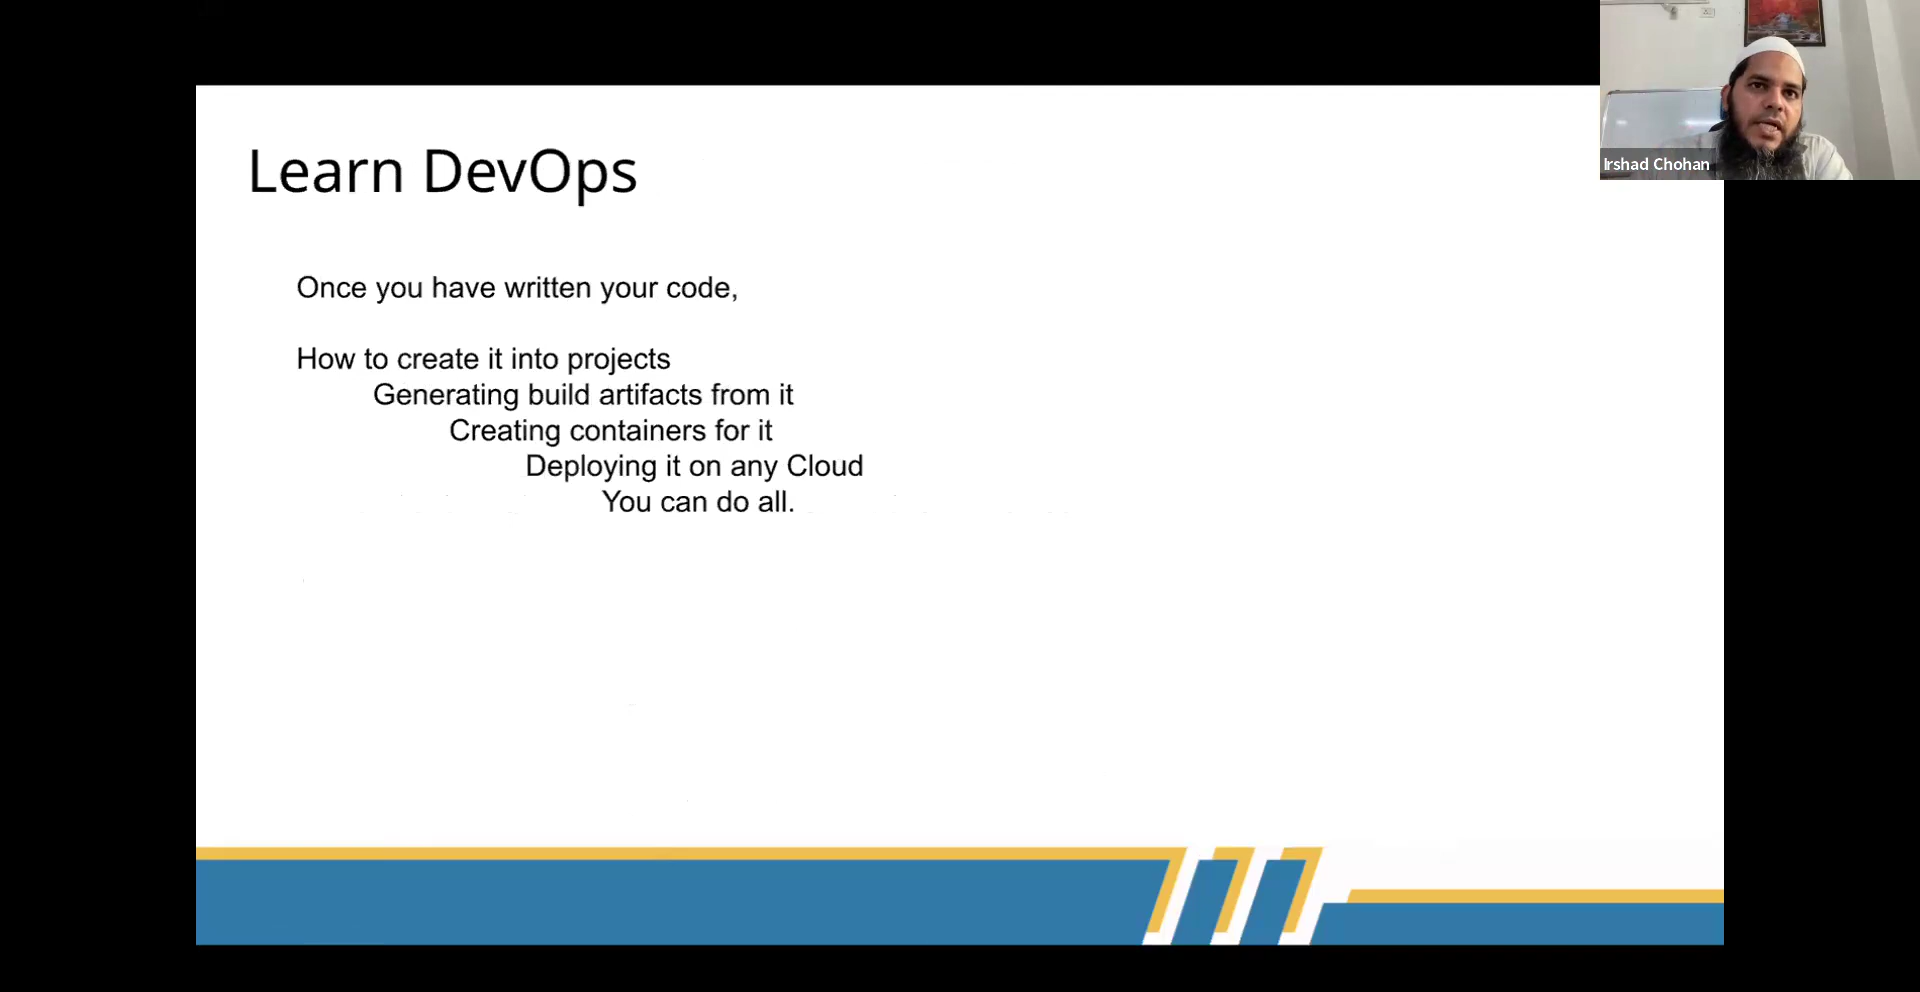 Learn DevOps
Once you have written your code,
How to create it into projects
Generating build artifacts from it
Creating containers for it
Deploying it on any Cloud
You can do all.
Irshad Chohan